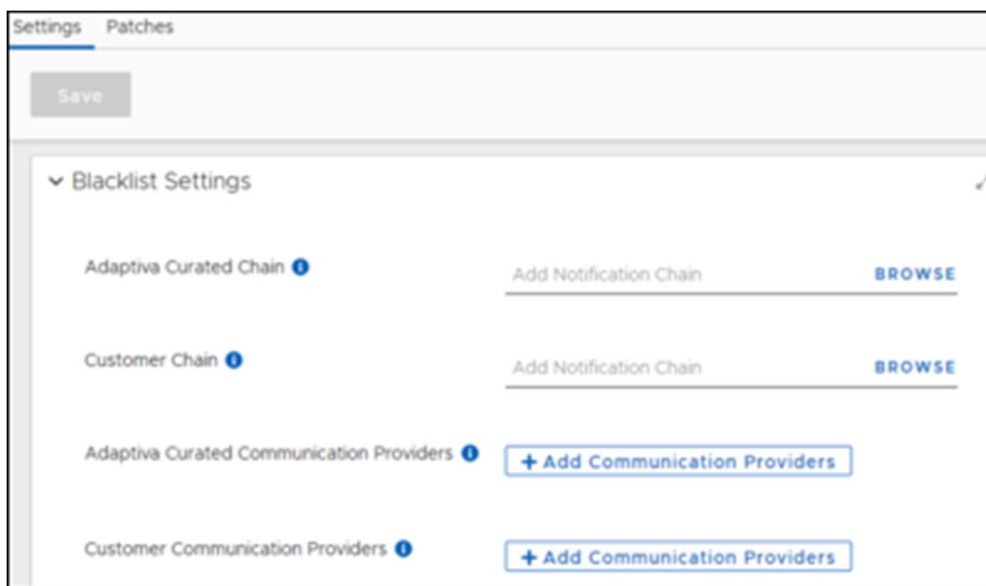 Settings Patches
Save
Blacklist Settings
Adaptiva Curated Chain Add Notification Chain BROWSE
Customer Chain Add Notification Chain BROWSE
Adaptiva Curated Communication Providers + Add Communication Providers
Customer Communication Providers + Add Communication Providers